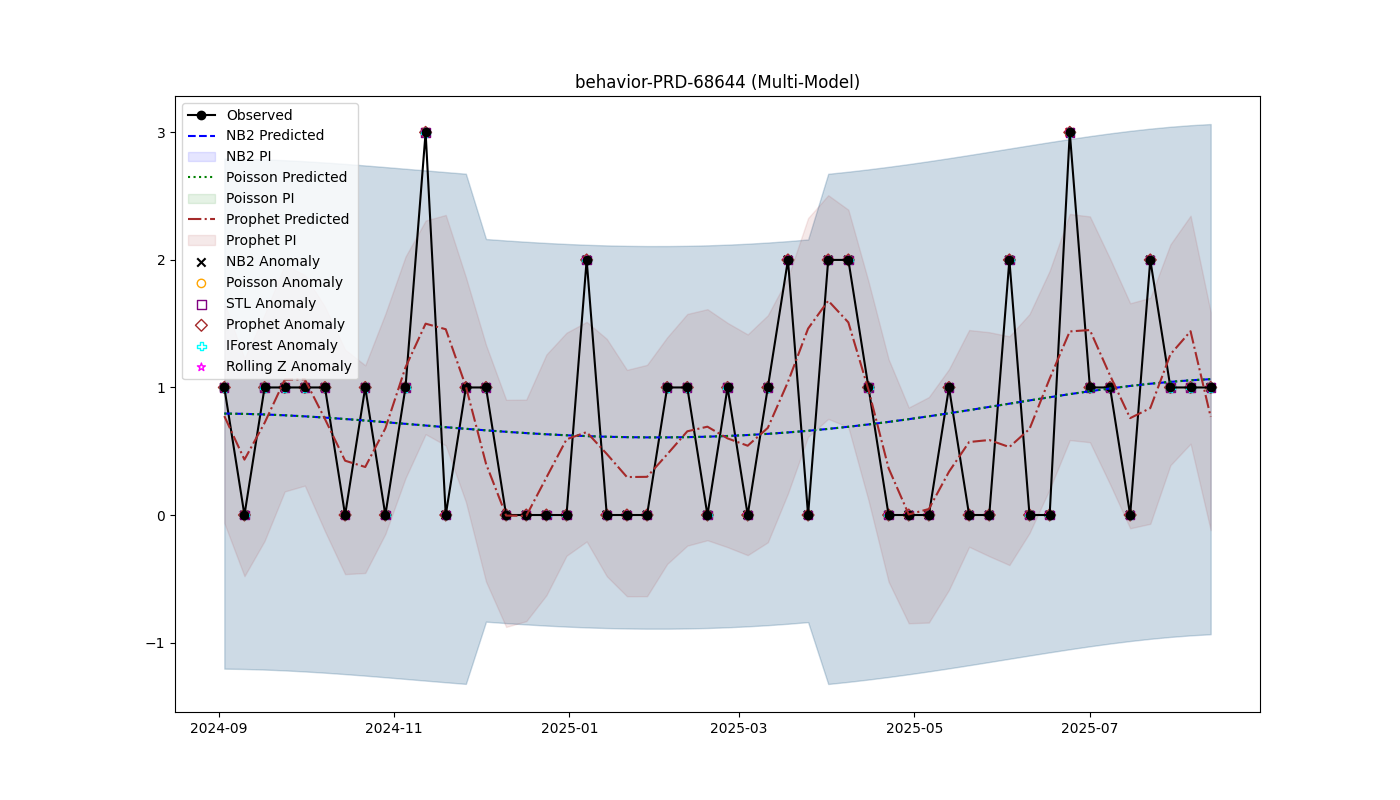 behavior-PRD-68644 (Multi-Model)
Observed
NB2 Predicted
NB2 PI
Poisson Predicted
Poisson PI
Prophet Predicted
Prophet PI
NB2 Anomaly
Poisson Anomaly
STL Anomaly
Prophet Anomaly
IForest Anomaly
Rolling Z Anomaly
3
2
1
0
−1
2024-09 2024-11 2025-01 2025-03 2025-05 2025-07